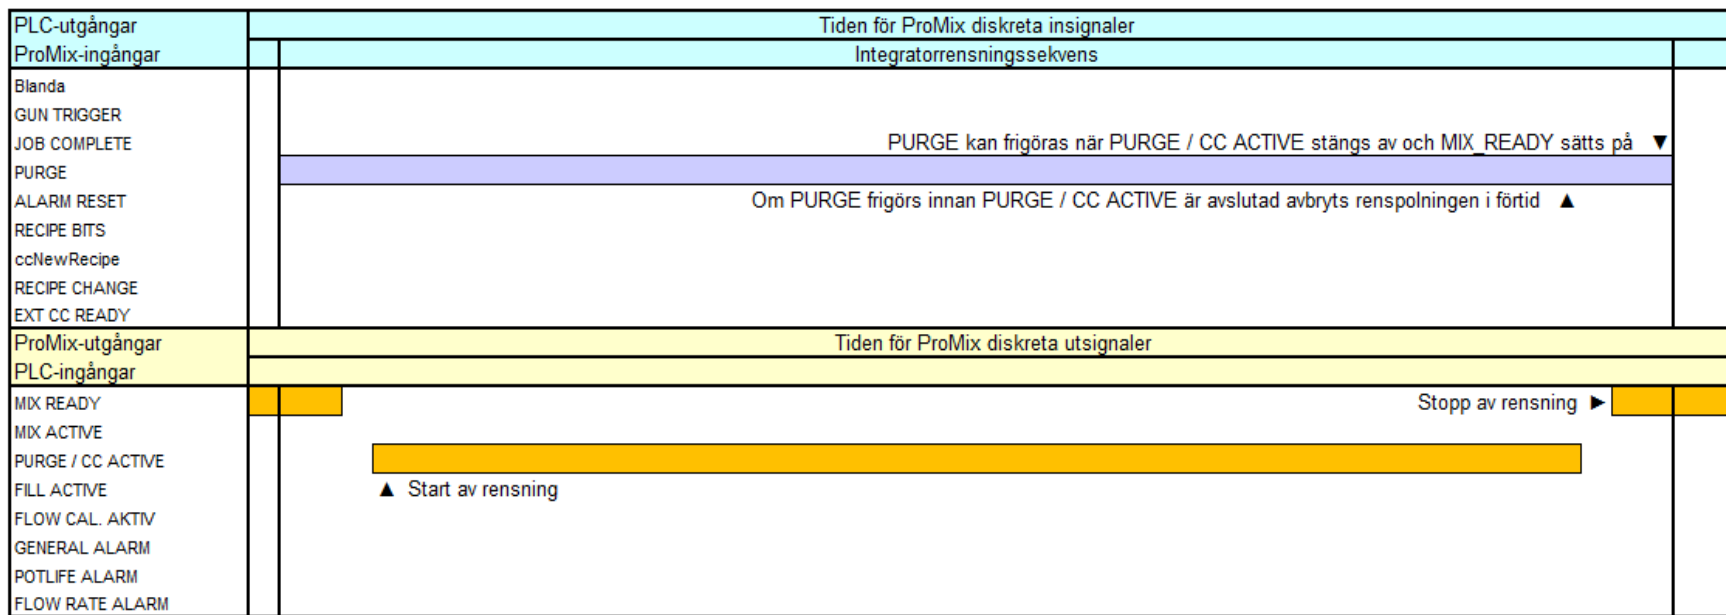 PLC-utgångar
Tiden för ProMix diskreta insignaler
ProMix-ingångar
Integratorrensningssekvens
Blanda
GUN TRIGGER
JOB COMPLETE
PURGE kan frigöras när PURGE / CC ACTIVE stängs av och MIX_READY sätts på ▼
PURGE
ALARM RESET
Om PURGE frigörs innan PURGE / CC ACTIVE är avslutad avbryts renspolningen i förtid ▲
RECIPE BITS
ccNewRecipe
RECIPE CHANGE
EXT CC READY
ProMix-utgångar
Tiden för ProMix diskreta utsignaler
PLC-ingångar
MIX READY
Stopp av rensning ►
MIX ACTIVE
PURGE / CC ACTIVE
FILL ACTIVE
▲ Start av rensning
FLOW CAL. AKTIV
GENERAL ALARM
POTLIFE ALARM
FLOW RATE ALARM